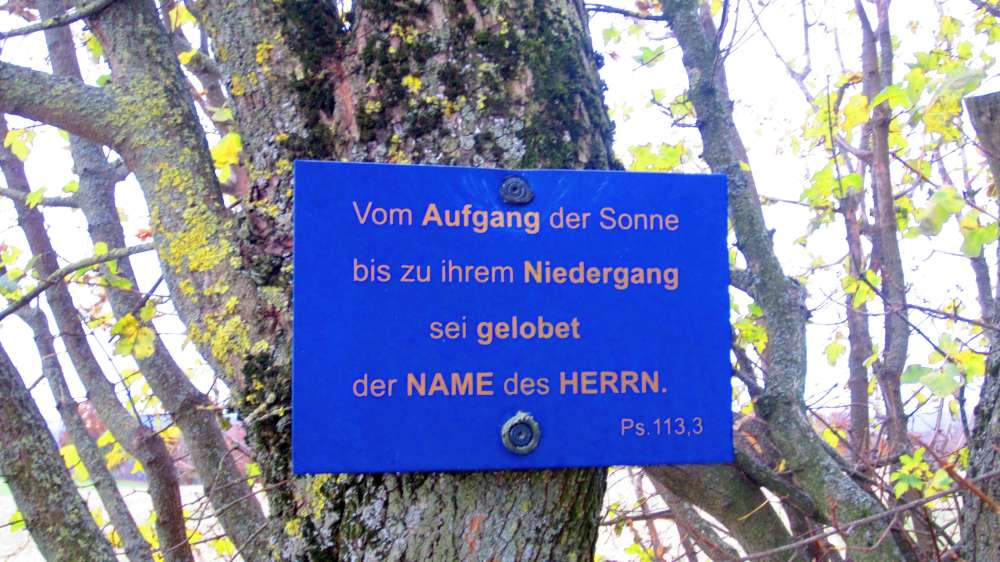 Vom Aufgang der Sonne
bis zu ihrem Niedergang
sei gelobet
der NAME des HERRN.
Ps.113,3